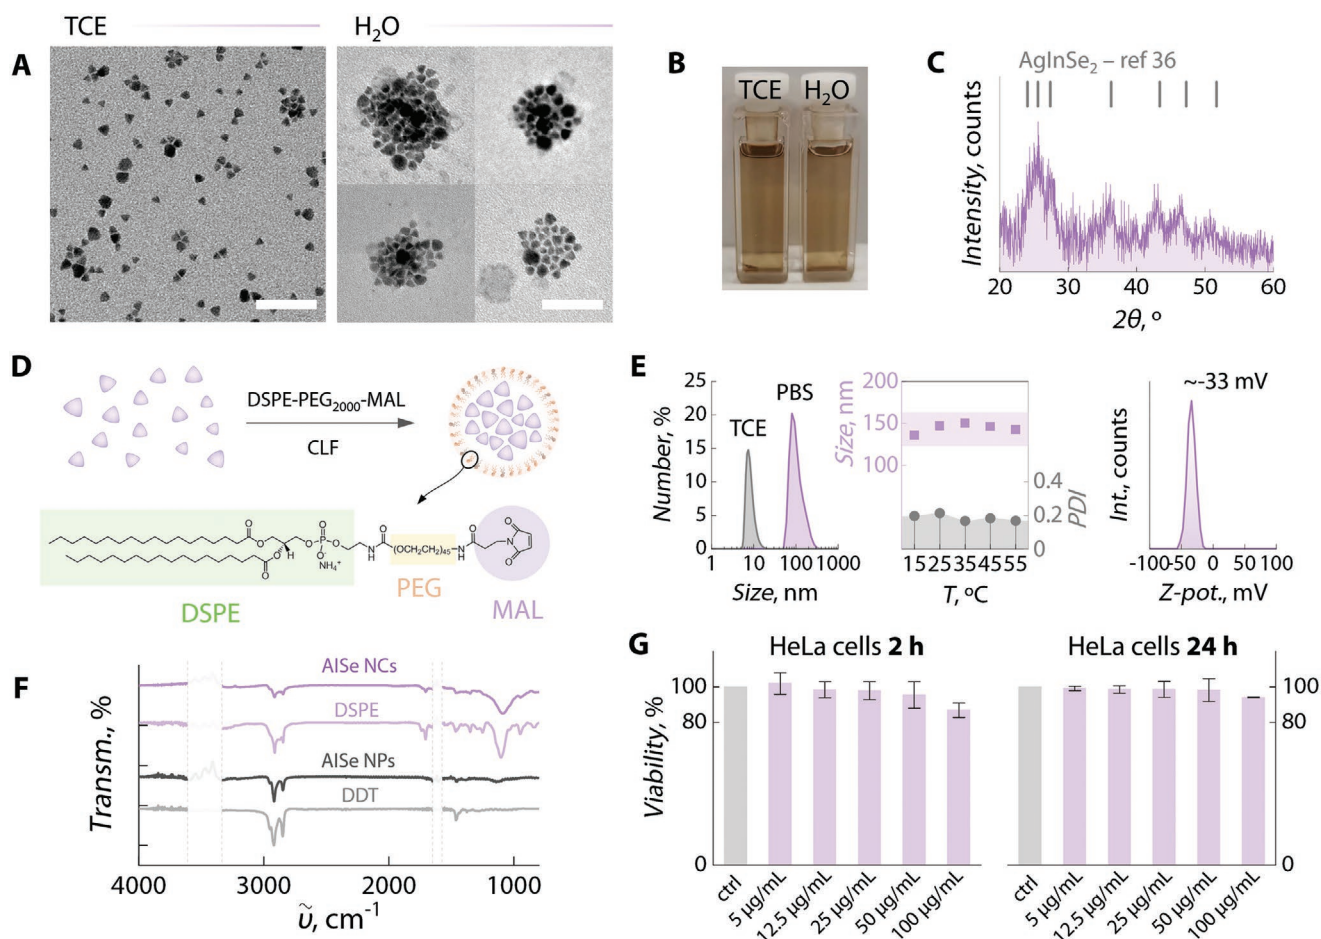 TCE
H₂O
A
B
TCE
H₂O
C
AgInSe₂ – ref 36
Intensity, counts
20
30
40
50
60
2θ, º
D
DSPE-PEG₂₀₀₀-MAL
CLF
O
O
O
O
O
P
O
O⁻
NH₄⁺
O
H
O
N
H
O
(OCH₂CH₂)₄₅
NH
O
N
O
O
DSPE
PEG
MAL
E
Number, %
25
20
15
10
5
0
TCE
PBS
1
10
100
1000
Size, nm
Size, nm
200
150
100
0.4
0.2
0
PDI
15
25
35
45
55
T, ºC
~-33 mV
Int., counts
-100
-50
0
50
100
Z-pot., mV
F
AISe NCs
DSPE
AISe NPs
DDT
Transm., %
4000
3000
2000
1000
ṽ, cm⁻¹
G
HeLa cells 2 h
HeLa cells 24 h
Viability, %
100
80
0
100
80
0
ctrl
5 µg/mL
12.5 µg/mL
25 µg/mL
50 µg/mL
100 µg/mL
ctrl
5 µg/mL
12.5 µg/mL
25 µg/mL
50 µg/mL
100 µg/mL